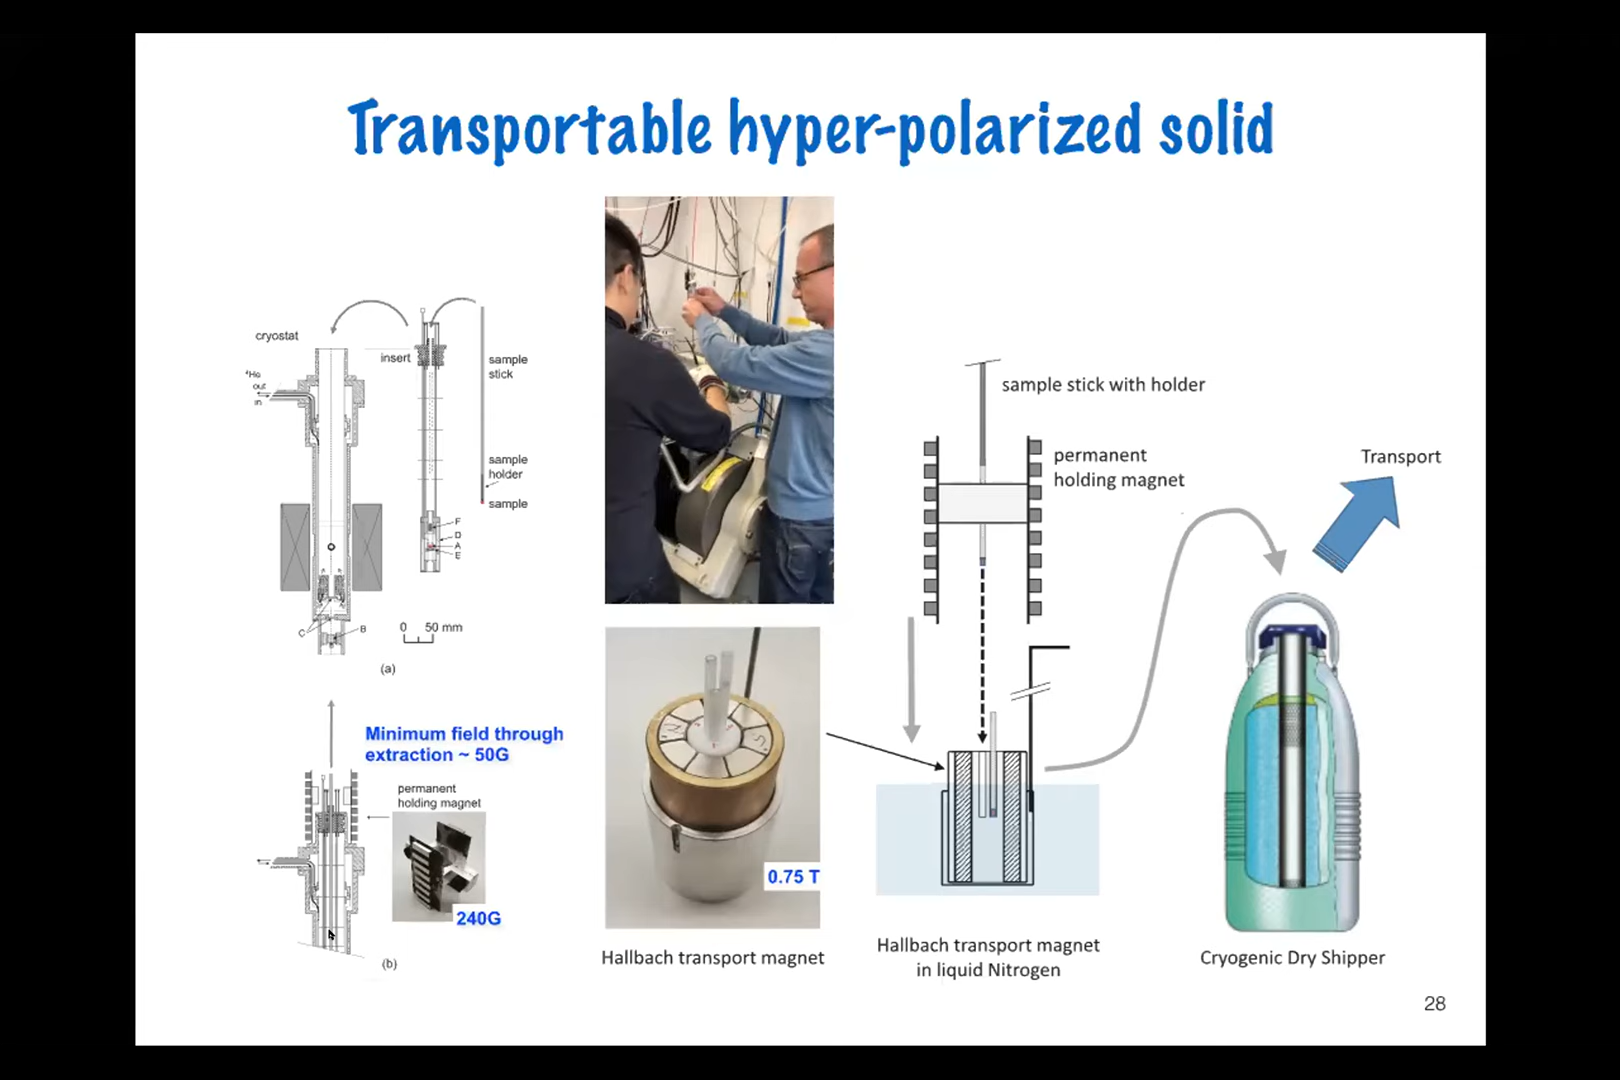 Transportable hyper-polarized solid
cryostat
insert
sample
stick
⁴He
out
in
sample
holder
sample
F
D
A
E
C
B
0 50 mm
(a)
Minimum field through
extraction ~ 50G
permanent
holding magnet
240G
(b)
0.75 T
Hallbach transport magnet
sample stick with holder
permanent
holding magnet
Hallbach transport magnet
in liquid Nitrogen
Transport
Cryogenic Dry Shipper
28